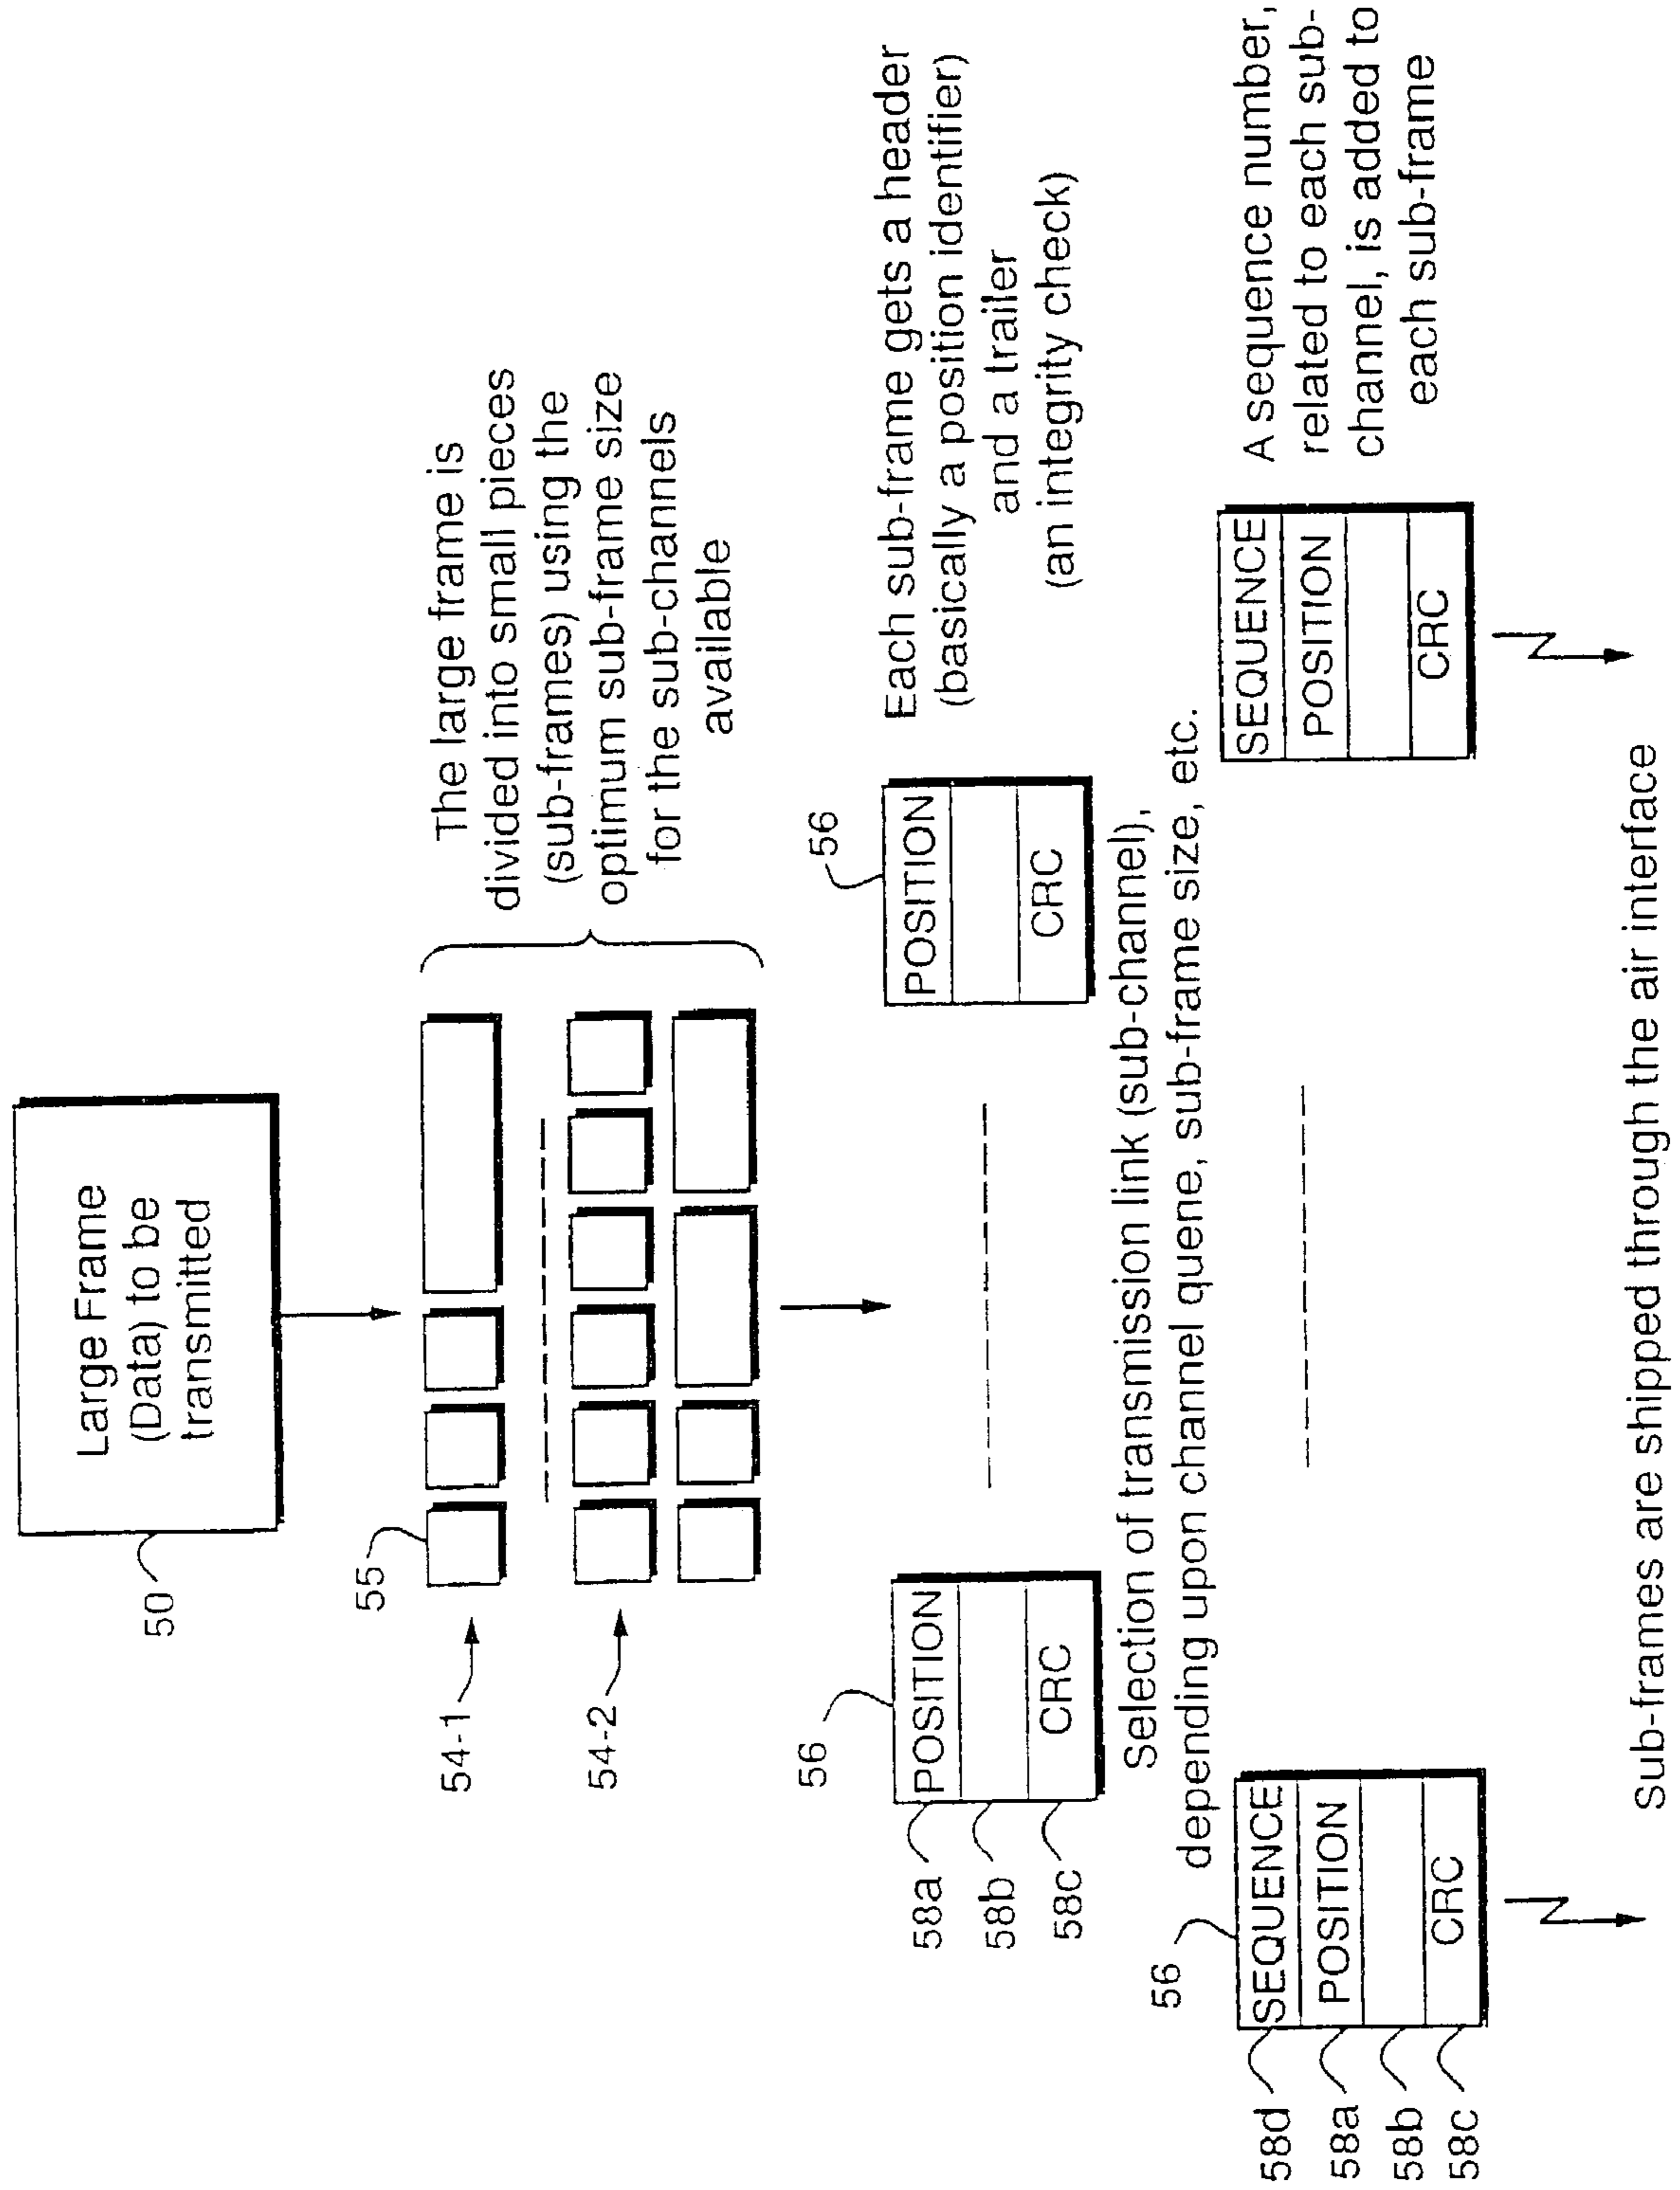 Large Frame
(Data) to be
transmitted
50
55
54-1
54-2
The large frame is
divided into small pieces
(sub-frames) using the
optimum sub-frame size
for the sub-channels
available
56
POSITION
CRC
58a
58b
58c
56
POSITION
CRC
Each sub-frame gets a header
(basically a position identifier)
and a trailer
(an integrity check)
Selection of transmission link (sub-channel),
depending upon channel quene, sub-frame size, etc.
56
SEQUENCE
POSITION
CRC
58d
58a
58b
58c
SEQUENCE
POSITION
CRC
A sequence number,
related to each sub-
channel, is added to
each sub-frame
Sub-frames are shipped through the air interface